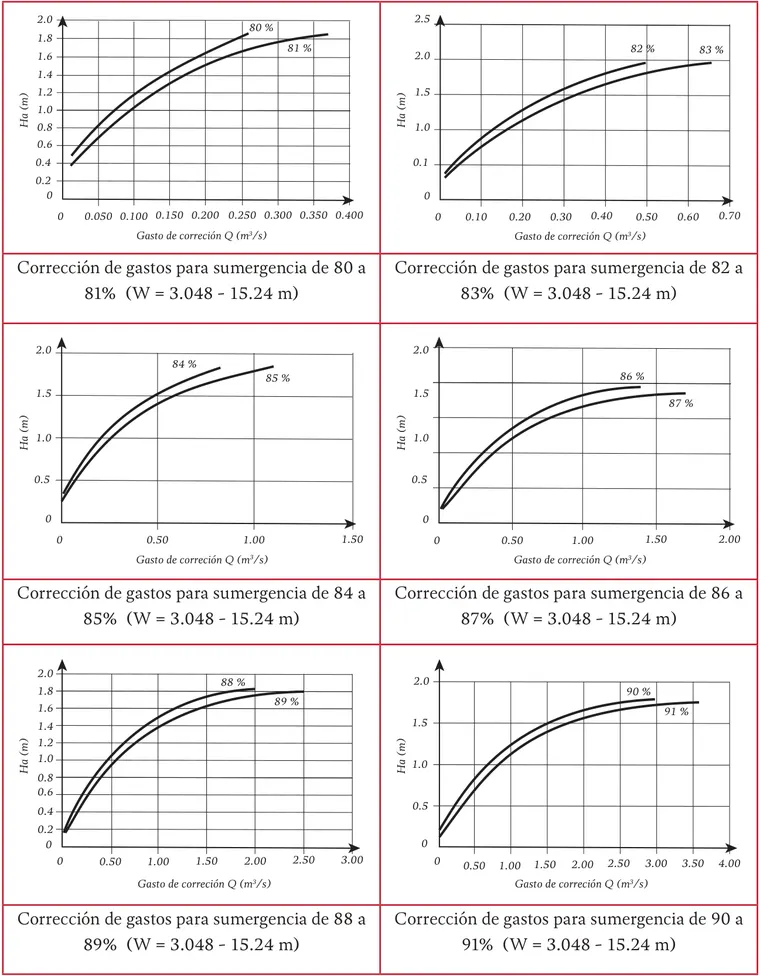 2.0
1.8
1.6
1.4
1.2
1.0
0.8
0.6
0.4
0.2
0
Ha (m)
80 %
81 %
0 0.050 0.100 0.150 0.200 0.250 0.300 0.350 0.400
Gasto de correción Q (m³/s)
Corrección de gastos para sumergencia de 80 a
81% (W = 3.048 - 15.24 m)
2.5
2.0
1.5
1.0
0.1
0
Ha (m)
82 % 83 %
0 0.10 0.20 0.30 0.40 0.50 0.60 0.70
Gasto de correción Q (m³/s)
Corrección de gastos para sumergencia de 82 a
83% (W = 3.048 - 15.24 m)
2.0
1.5
1.0
0.5
0
Ha (m)
84 %
85 %
0 0.50 1.00 1.50
Gasto de correción Q (m³/s)
Corrección de gastos para sumergencia de 84 a
85% (W = 3.048 - 15.24 m)
2.0
1.5
1.0
0.5
0
Ha (m)
86 %
87 %
0 0.50 1.00 1.50 2.00
Gasto de correción Q (m³/s)
Corrección de gastos para sumergencia de 86 a
87% (W = 3.048 - 15.24 m)
2.0
1.8
1.6
1.4
1.2
1.0
0.8
0.6
0.4
0.2
0
Ha (m)
88 %
89 %
0 0.50 1.00 1.50 2.00 2.50 3.00
Gasto de correción Q (m³/s)
Corrección de gastos para sumergencia de 88 a
89% (W = 3.048 - 15.24 m)
2.0
1.5
1.0
0.5
0
Ha (m)
90 %
91 %
0 0.50 1.00 1.50 2.00 2.50 3.00 3.50 4.00
Gasto de correción Q (m³/s)
Corrección de gastos para sumergencia de 90 a
91% (W = 3.048 - 15.24 m)